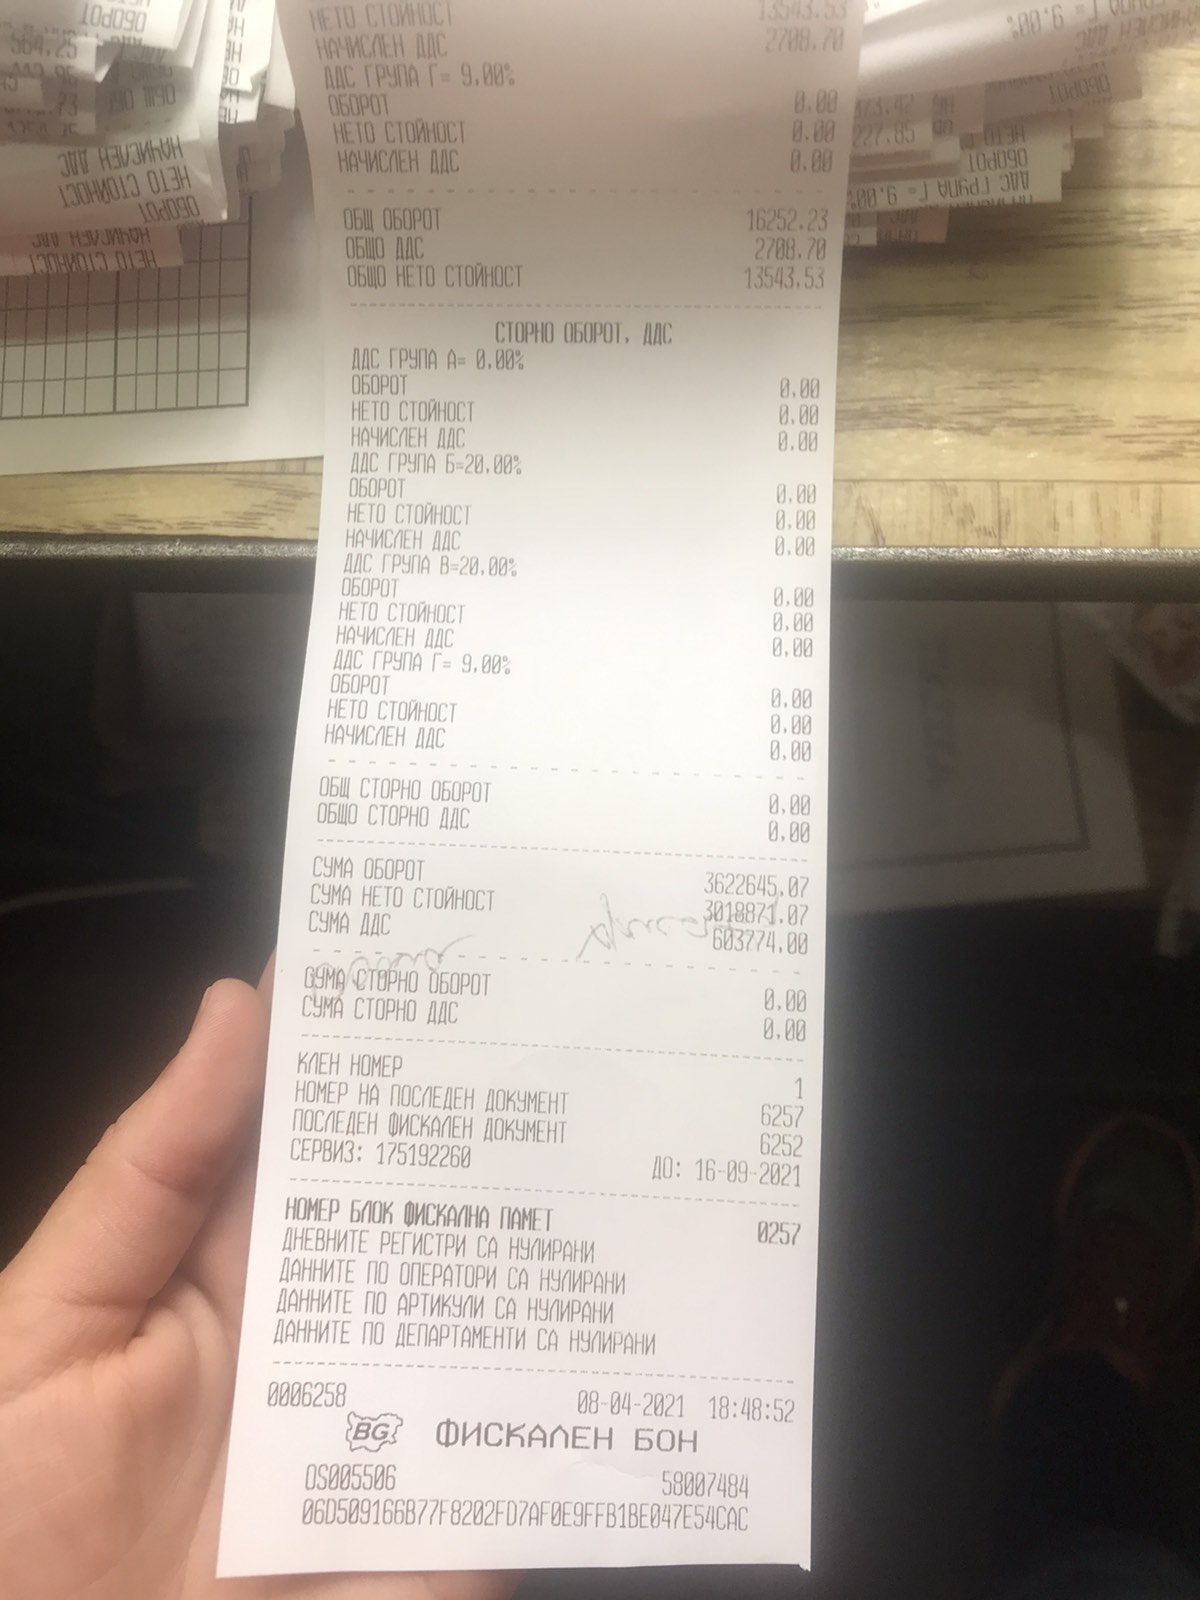 НЕТО СТОЙНОСТ 13543.53
НАЧИСЛЕН ДДС 2708.70
ДДС ГРУПА Г= 9.00%
ОБОРОТ 0.00
НЕТО СТОЙНОСТ 0.00
НАЧИСЛЕН ДДС 0.00
ОБЩ ОБОРОТ 16252.23
ОБЩО ДДС 2708.70
ОБЩО НЕТО СТОЙНОСТ 13543.53
СТОРНО ОБОРОТ, ДДС
ДДС ГРУПА А= 0.00%
ОБОРОТ 0.00
НЕТО СТОЙНОСТ 0.00
НАЧИСЛЕН ДДС 0.00
ДДС ГРУПА Б=20.00%
ОБОРОТ 0.00
НЕТО СТОЙНОСТ 0.00
НАЧИСЛЕН ДДС 0.00
ДДС ГРУПА В=20.00%
ОБОРОТ 0.00
НЕТО СТОЙНОСТ 0.00
НАЧИСЛЕН ДДС 0.00
ДДС ГРУПА Г= 9.00%
ОБОРОТ 0.00
НЕТО СТОЙНОСТ 0.00
НАЧИСЛЕН ДДС 0.00
ОБЩ СТОРНО ОБОРОТ 0.00
ОБЩО СТОРНО ДДС 0.00
СУМА ОБОРОТ 3622645.07
СУМА НЕТО СТОЙНОСТ 3018871.07
СУМА ДДС 603774.00
СУМА СТОРНО ОБОРОТ 0.00
СУМА СТОРНО ДДС 0.00
КЛЕН НОМЕР 1
НОМЕР НА ПОСЛЕДЕН ДОКУМЕНТ 6257
ПОСЛЕДЕН ФИСКАЛЕН ДОКУМЕНТ 6252
СЕРВИЗ: 175192260 ДО: 16-09-2021
НОМЕР БЛОК ФИСКАЛНА ПАМЕТ 0257
ДНЕВНИТЕ РЕГИСТРИ СА НУЛИРАНИ
ДАННИТЕ ПО ОПЕРАТОРИ СА НУЛИРАНИ
ДАННИТЕ ПО АРТИКУЛИ СА НУЛИРАНИ
ДАННИТЕ ПО ДЕПАРТАМЕНТИ СА НУЛИРАНИ
0006258 08-04-2021 18:48:52
BG ФИСКАЛЕН БОН
OS005506 58007484
06D509166B77F8202FD7AF0E9FFB1BE047E54CAC